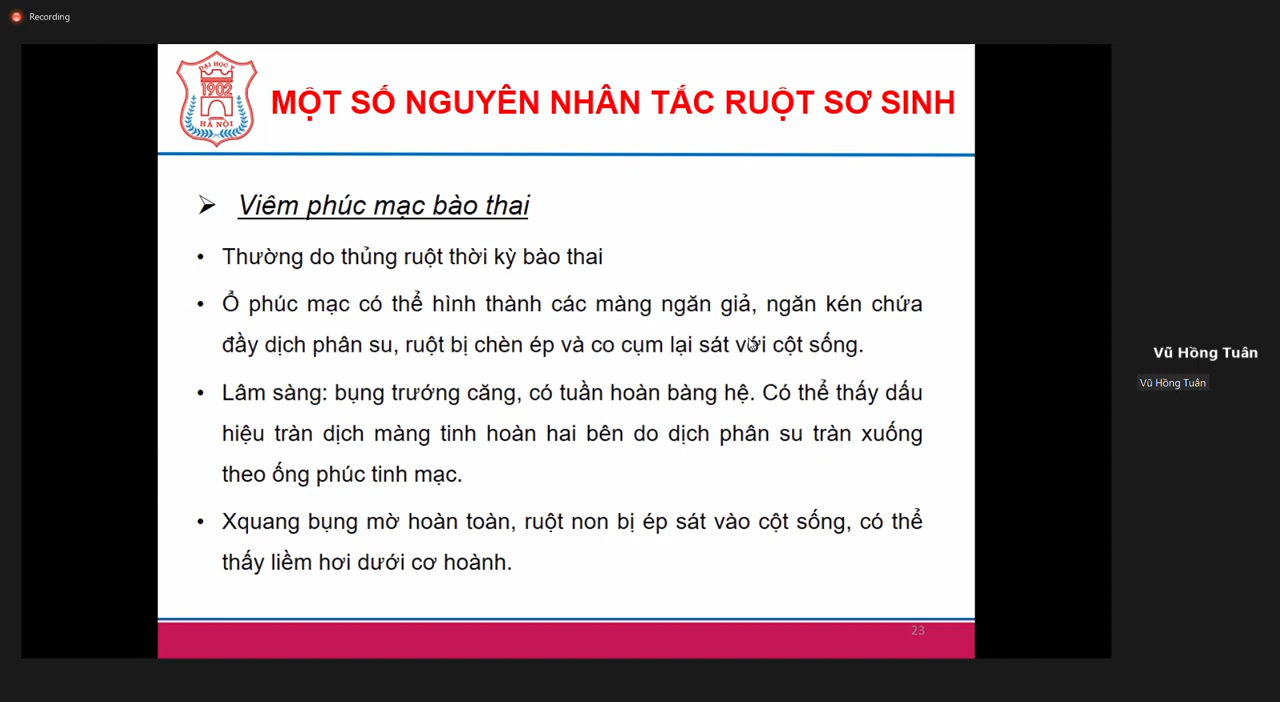 Recording
ĐẠI HỌC Y
1902
HÀ NỘI
MỘT SỐ NGUYÊN NHÂN TẮC RUỘT SƠ SINH
➢ Viêm phúc mạc bào thai
• Thường do thủng ruột thời kỳ bào thai
• Ổ phúc mạc có thể hình thành các màng ngăn giả, ngăn kén chứa
đầy dịch phân su, ruột bị chèn ép và co cụm lại sát với cột sống.
• Lâm sàng: bụng trướng căng, có tuần hoàn bàng hệ. Có thể thấy dấu
hiệu tràn dịch màng tinh hoàn hai bên do dịch phân su tràn xuống
theo ống phúc tinh mạc.
• Xquang bụng mờ hoàn toàn, ruột non bị ép sát vào cột sống, có thể
thấy liềm hơi dưới cơ hoành.
23
Vũ Hồng Tuân
Vũ Hồng Tuân